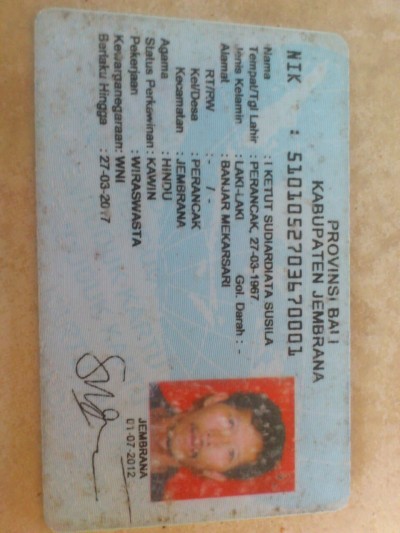 PROVINSI BALI
KABUPATEN JEMBRANA
NIK : 5101052703670001
Nama : I KETUT SUDIARDIATA SUSILA
Tempat/Tgl Lahir : PERANCAK, 27-03-1967
Jenis Kelamin : LAKI-LAKI Gol. Darah : -
Alamat : BANJAR MEKARSARI
RT/RW : - / -
Kel/Desa : PERANCAK
Kecamatan : JEMBRANA
Agama : HINDU
Status Perkawinan : KAWIN
Pekerjaan : WIRASWASTA
Kewarganegaraan: WNI
Berlaku Hingga : 27-03-2017
JEMBRANA
01-07-2012